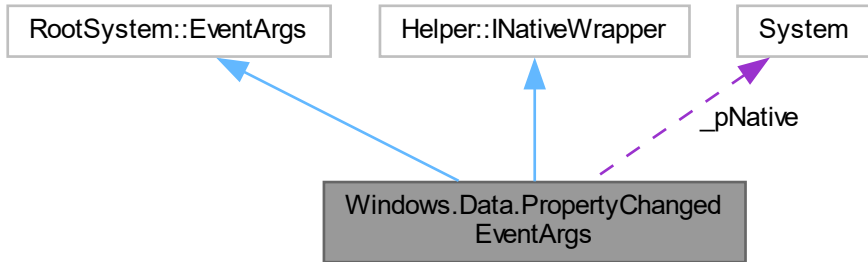 RootSystem::EventArgs
Helper::INativeWrapper
System
_pNative
Windows.Data.PropertyChanged
EventArgs